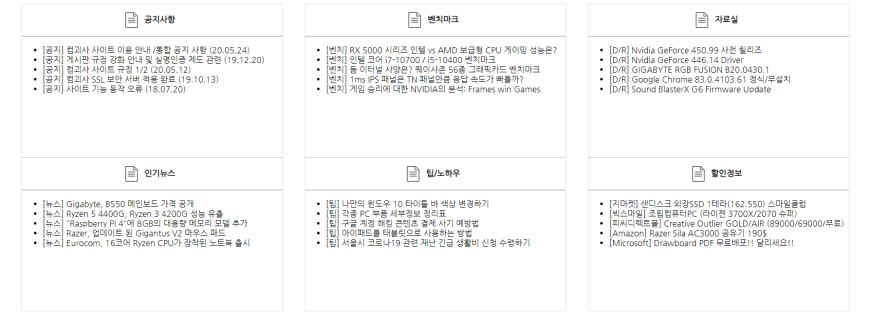 공지사항
[공지] 컴괴사 사이트 이용 안내 /통합 공지 사항 (20.05.24)
[공지] 게시판 규정 강화 안내 및 실명인증 제도 관련 (19.12.20)
[공지] 컴괴사 사이트 규정 1/2 (20.05.12)
[공지] 컴괴사 SSL 보안 서버 적용 완료 (19.10.13)
[공지] 사이트 기능 동작 오류 (18.07.20)
벤치마크
[벤치] RX 5000 시리즈 인텔 vs AMD 보급형 CPU 게이밍 성능은?
[벤치] 인텔 코어 i7-10700 / i5-10400 벤치마크
[벤치] 둠 이터널 사양은? 퀘이사존 56종 그래픽카드 벤치마크
[벤치] 1ms IPS 패널은 TN 패널만큼 응답 속도가 빠를까?
[벤치] 게임 승리에 대한 NVIDIA의 분석: Frames win Games
자료실
[D/R] Nvidia GeForce 450.99 사전 릴리즈
[D/R] Nvidia GeForce 446.14 Driver
[D/R] GIGABYTE RGB FUSION B20.0430.1
[D/R] Google Chrome 83.0.4103.61 정식/무설치
[D/R] Sound BlasterX G6 Firmware Update
인기뉴스
[뉴스] Gigabyte, B550 메인보드 가격 공개
[뉴스] Ryzen 5 4400G, Ryzen 3 4200G 성능 유출
[뉴스] "Raspberry Pi 4"에 8GB의 대용량 메모리 모델 추가
[뉴스] Razer, 업데이트 된 Gigantus V2 마우스 패드
[뉴스] Eurocom, 16코어 Ryzen CPU가 장착된 노트북 출시
팁/노하우
[팁] 나만의 윈도우 10 타이틀 바 색상 변경하기
[팁] 각종 PC 부품 세부정보 정리표
[팁] 구글 계정 해킹 콘텐츠 결제 사기 예방법
[팁] 아이패드를 태블릿으로 사용하는 방법
[팁] 서울시 코로나19 관련 재난 긴급 생활비 신청 수령하기
할인정보
[지마켓] 샌디스크 외장SSD 1테라(162.550) 스마일클럽
[빅스마일] 조립컴퓨터PC (라이젠 3700X/2070 슈퍼)
[피씨디렉트몰] Creative Outlier GOLD/AIR (89000/69000/무료)
[Amazon] Razer Sila AC3000 공유기 190$
[Microsoft] Drawboard PDF 무료배포!! 달리세요!!